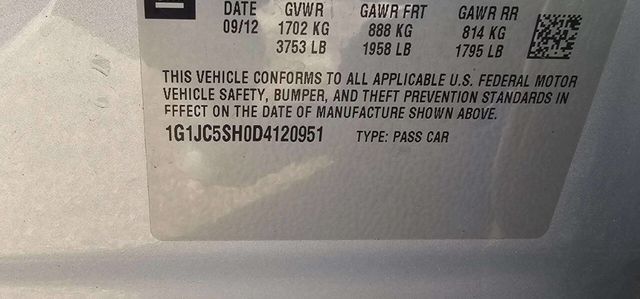 DATE GVWR GAWR FRT GAWR RR
09/12 1702 KG 888 KG 814 KG
3753 LB 1958 LB 1795 LB
THIS VEHICLE CONFORMS TO ALL APPLICABLE U.S. FEDERAL MOTOR
VEHICLE SAFETY, BUMPER, AND THEFT PREVENTION STANDARDS IN
EFFECT ON THE DATE OF MANUFACTURE SHOWN ABOVE.
1G1JC5SH0D4120951 TYPE: PASS CAR